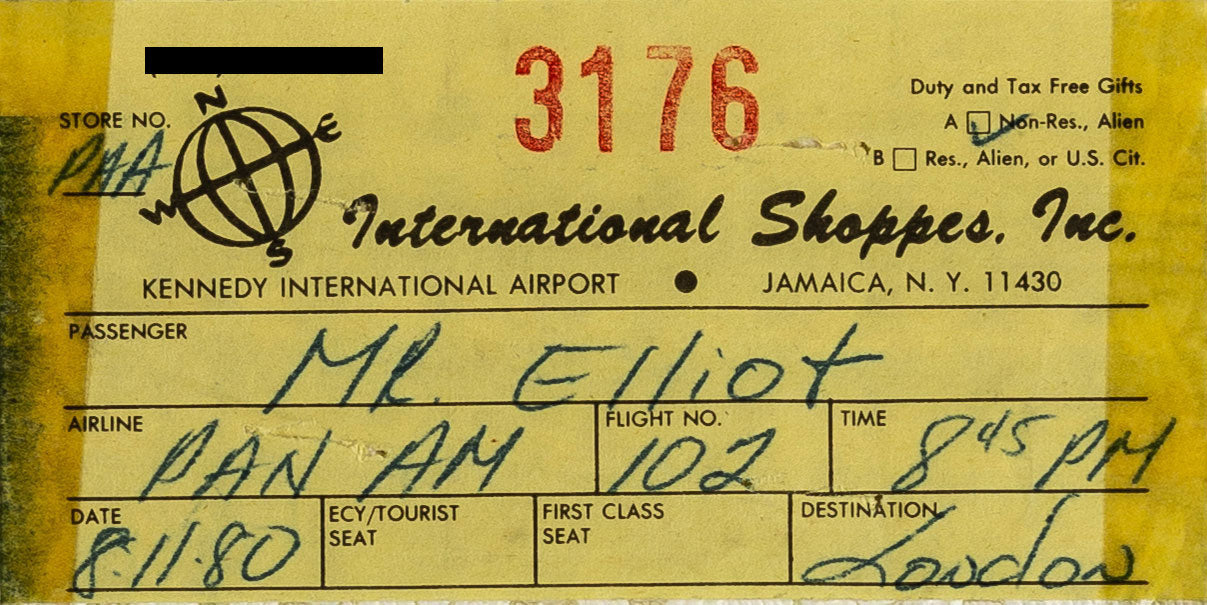 3176
Duty and Tax Free Gifts
STORE NO.
A Non-Res., Alien
PAA
B Res., Alien, or U.S. Cit.
N
E
W
S
International Shoppes, Inc.
KENNEDY INTERNATIONAL AIRPORT ● JAMAICA, N. Y. 11430
PASSENGER
MR. Elliot
AIRLINE FLIGHT NO. TIME
PAN AM 102 8 45 PM
DATE ECY/TOURIST SEAT FIRST CLASS SEAT DESTINATION
8.11.80 London